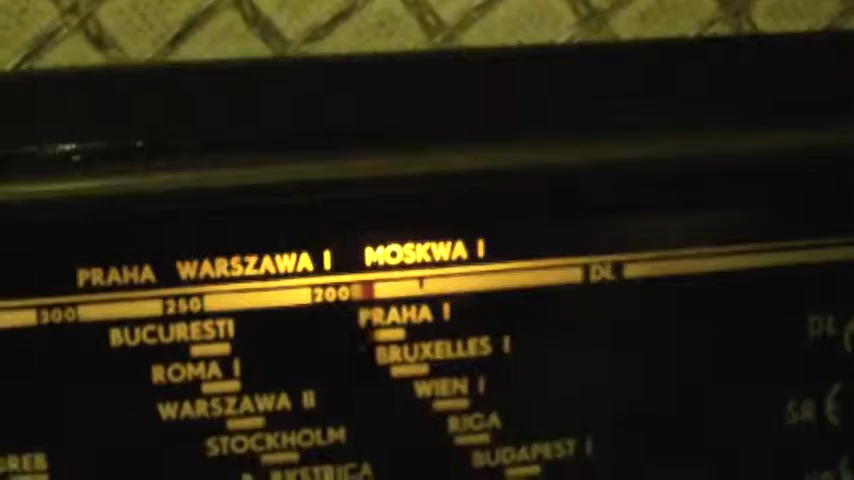 PRAHA WARSZAWA I MOSKWA I
300 250 200 DL
BUCURESTI PRAHA I
ROMA I BRUXELLES I
WARSZAWA II WIEN I
STOCKHOLM RIGA
BUDAPEST I
DL
SR